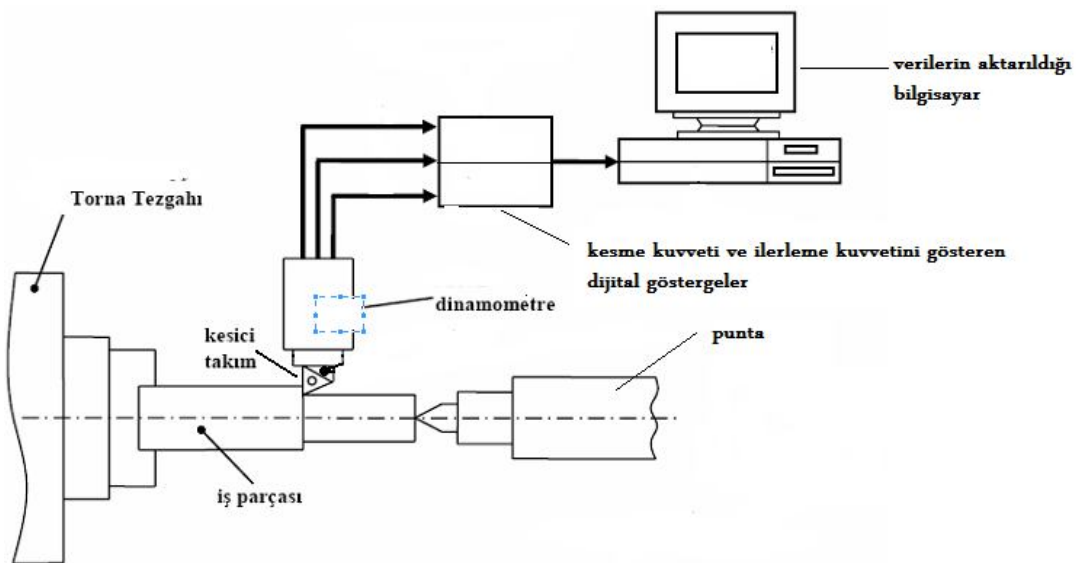 verilerin aktarıldığı
bilgisayar
Torna Tezgahı
kesme kuvveti ve ilerleme kuvvetini gösteren
dijital göstergeler
dinamometre
kesici
takım
punta
iş parçası